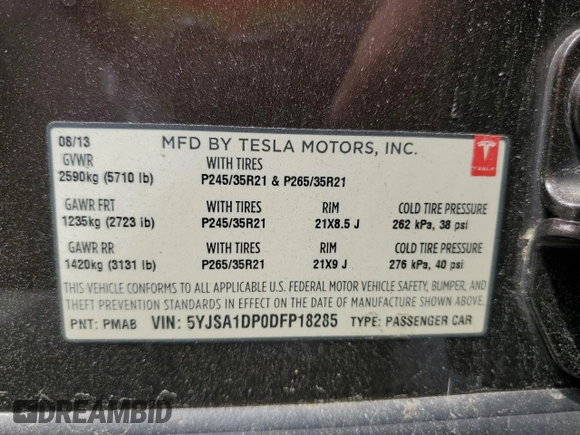 08/13 MFD BY TESLA MOTORS, INC.
GVWR WITH TIRES
2590kg (5710 lb) P245/35R21 & P265/35R21
GAWR FRT WITH TIRES RIM COLD TIRE PRESSURE
1235kg (2723 lb) P245/35R21 21X8.5 J 262 kPa, 38 psi
GAWR RR WITH TIRES RIM COLD TIRE PRESSURE
1420kg (3131 lb) P265/35R21 21X9 J 276 kPa, 40 psi
THIS VEHICLE CONFORMS TO ALL APPLICABLE U.S. FEDERAL MOTOR VEHICLE SAFETY, BUMPER, AND
THEFT PREVENTION STANDARDS IN EFFECT ON THE DATE OF MANUFACTURE SHOWN ABOVE.
PNT: PMAB VIN: 5YJSA1DP0DFP18285 TYPE: PASSENGER CAR
TESLA
DREAMBID